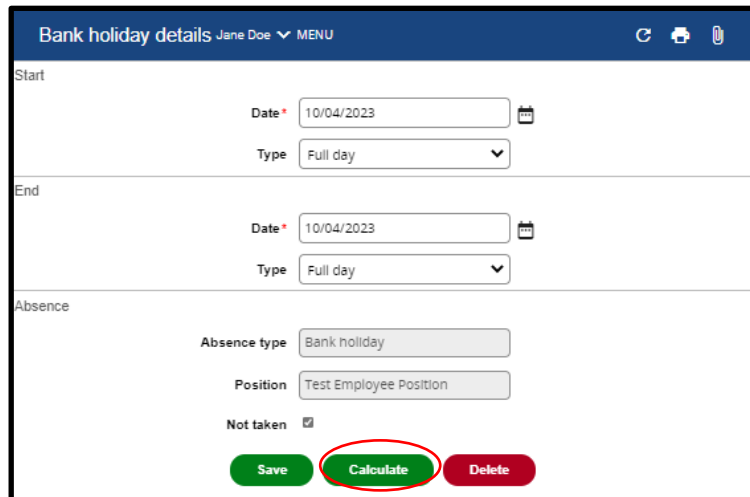 Bank holiday details Jane Doe MENU
Start
Date* 10/04/2023
Type Full day
End
Date* 10/04/2023
Type Full day
Absence
Absence type Bank holiday
Position Test Employee Position
Not taken
Save Calculate Delete